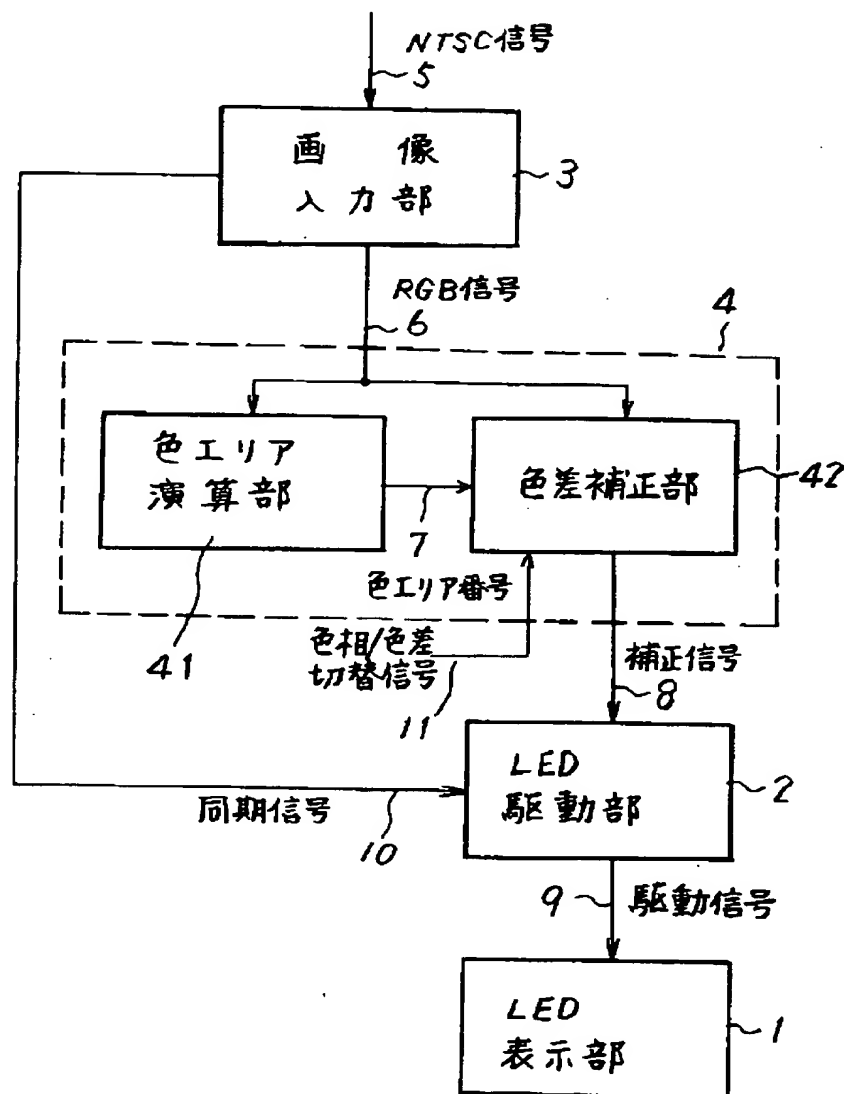 NTSC信号
5
画 像
入力部
3
RGB信号
6
4
色エリア
演算部
色差補正部
42
7
色エリア番号
41
色相/色差
切替信号
11
補正信号
8
LED
駆動部
2
同期信号
10
9
駆動信号
LED
表示部
1